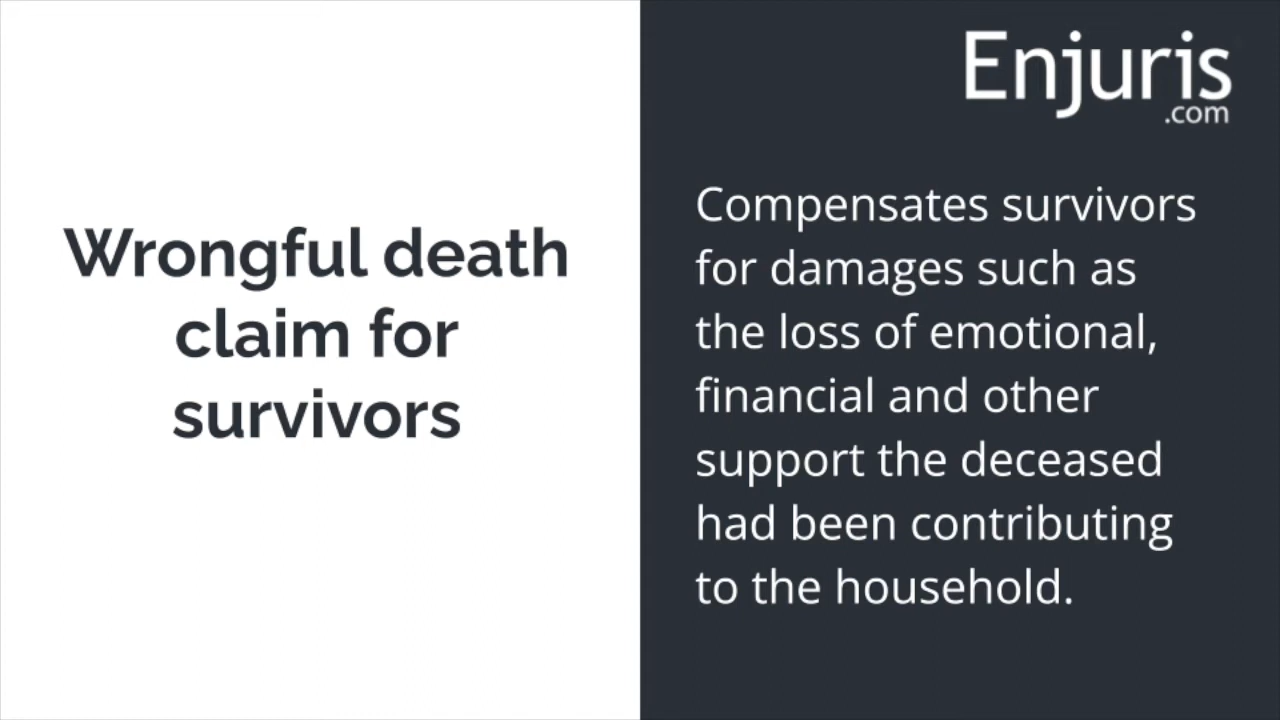 Wrongful death
claim for
survivors
Enjuris
.com
Compensates survivors
for damages such as
the loss of emotional,
financial and other
support the deceased
had been contributing
to the household.